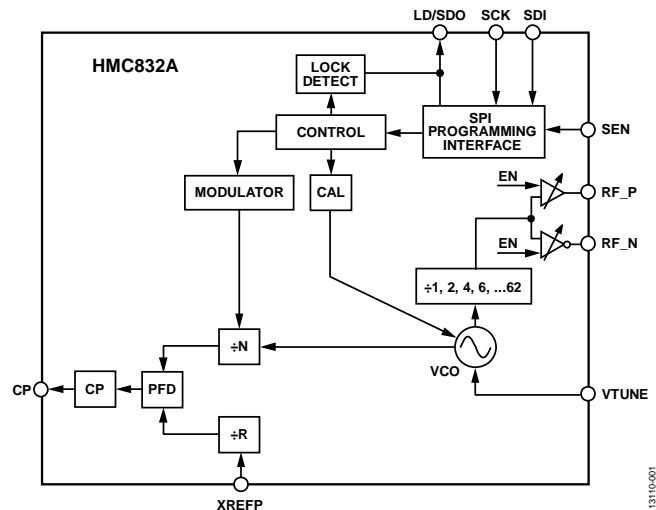 LD/SDO SCK SDI
HMC832A
LOCK
DETECT
CONTROL
SPI
PROGRAMMING
INTERFACE
SEN
MODULATOR
CAL
EN
RF_P
EN
RF_N
÷1, 2, 4, 6, ...62
÷N
VCO
CP
CP
PFD
VTUNE
÷R
XREFP
13110-001